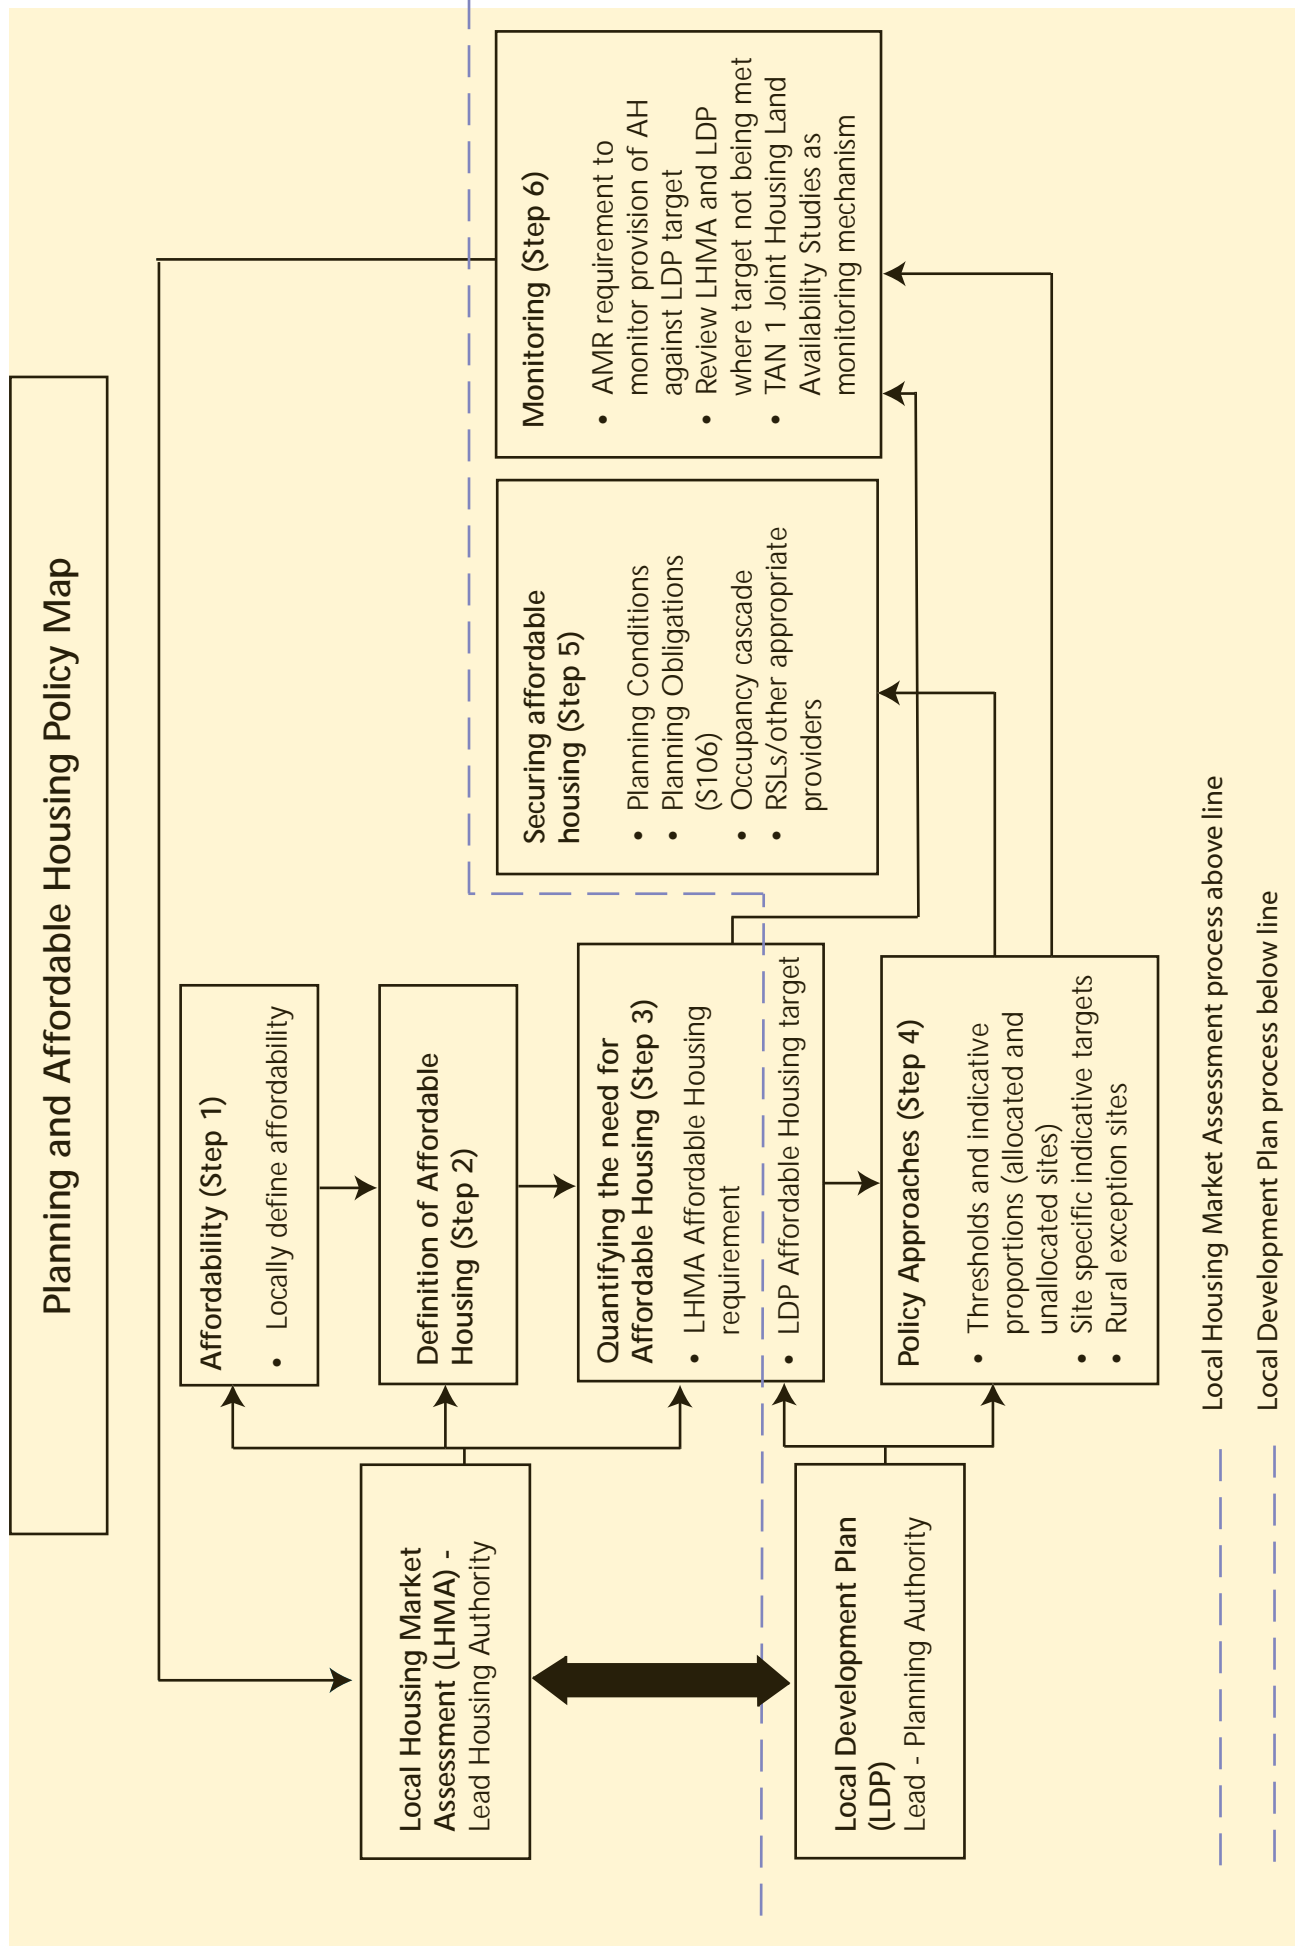 Planning and Affordable Housing Policy Map
Local Housing Market
Assessment (LHMA) -
Lead Housing Authority
Local Development Plan
(LDP)
Lead - Planning Authority
Affordability (Step 1)
• Locally define affordability
Definition of Affordable
Housing (Step 2)
Quantifying the need for
Affordable Housing (Step 3)
• LHMA Affordable Housing
requirement
• LDP Affordable Housing target
Policy Approaches (Step 4)
• Thresholds and indicative
proportions (allocated and
unallocated sites)
• Site specific indicative targets
• Rural exception sites
Securing affordable
housing (Step 5)
• Planning Conditions
• Planning Obligations
(S106)
• Occupancy cascade
• RSLs/other appropriate
providers
Monitoring (Step 6)
• AMR requirement to
monitor provision of AH
against LDP target
• Review LHMA and LDP
where target not being met
• TAN 1 Joint Housing Land
Availability Studies as
monitoring mechanism
Local Housing Market Assessment process above line
Local Development Plan process below line